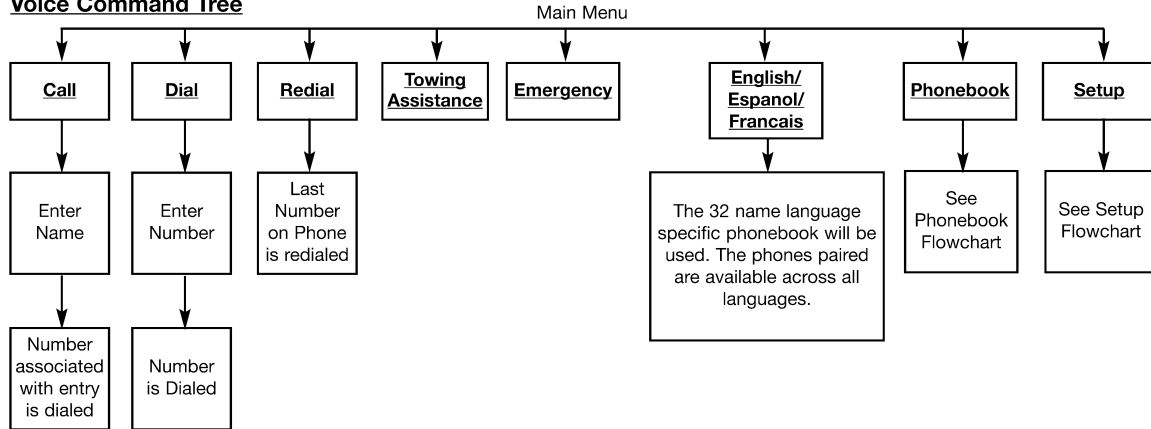 Voice Command Tree
Main Menu
Call
Dial
Redial
Towing
Assistance
Emergency
English/
Espanol/
Francais
Phonebook
Setup
Enter
Name
Enter
Number
Last
Number
on Phone
is redialed
The 32 name language
specific phonebook will be
used. The phones paired
are available across all
languages.
See
Phonebook
Flowchart
See Setup
Flowchart
Number
associated
with entry
is dialed
Number
is Dialed